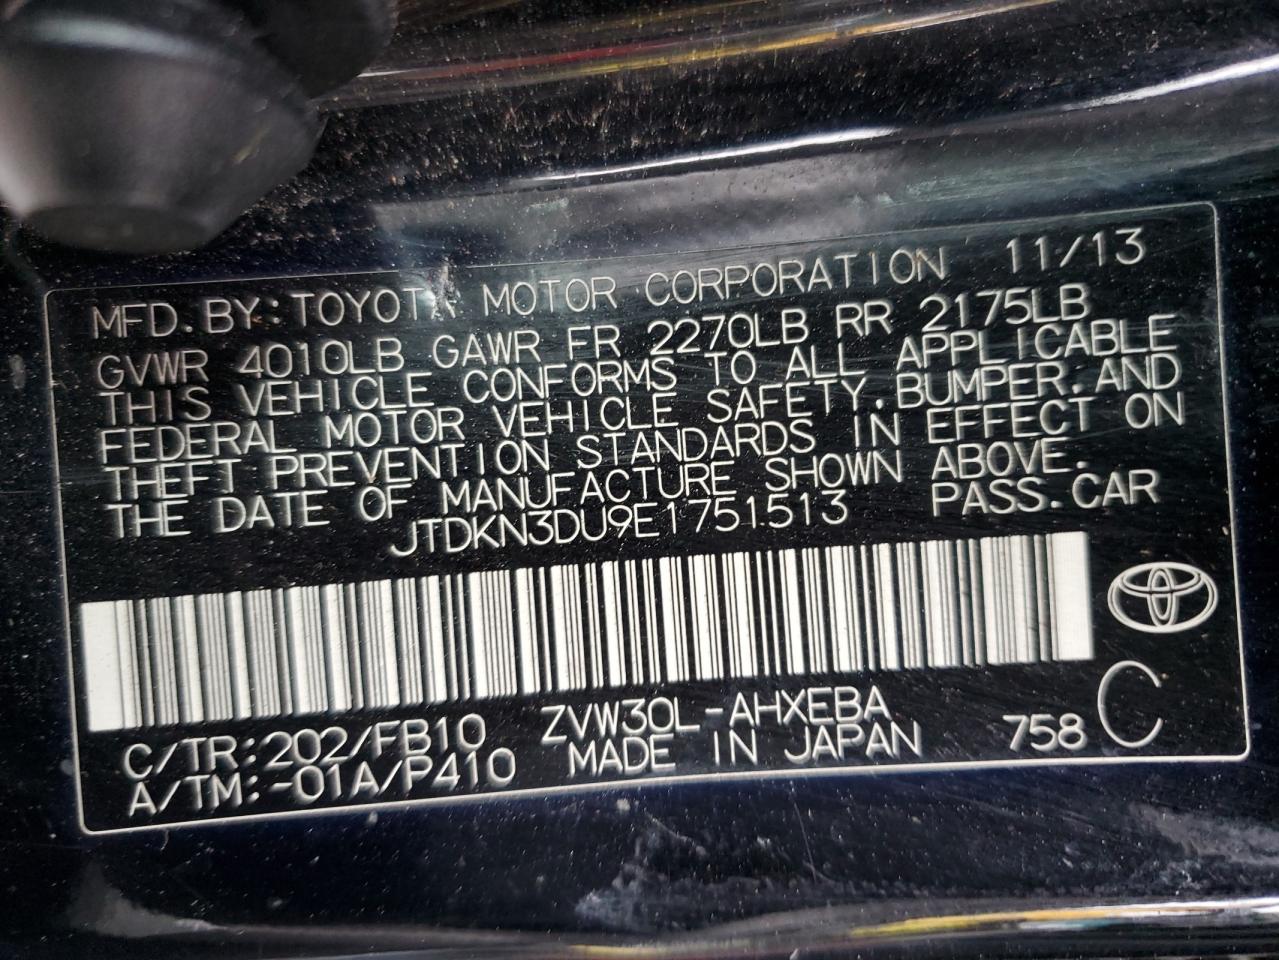 MFD. BY: TOYOTA MOTOR CORPORATION 11/13
GVWR 4010LB GAWR FR 2270LB RR 2175LB
THIS VEHICLE CONFORMS TO ALL APPLICABLE
FEDERAL MOTOR VEHICLE SAFETY, BUMPER, AND
THEFT PREVENTION STANDARDS IN EFFECT ON
THE DATE OF MANUFACTURE SHOWN ABOVE.
JTDKN3DU9E1751513 PASS. CAR
C/TR: 202/FB10 ZVW30L-AHXEBA
A/TM: -01A/P410 MADE IN JAPAN 758 C